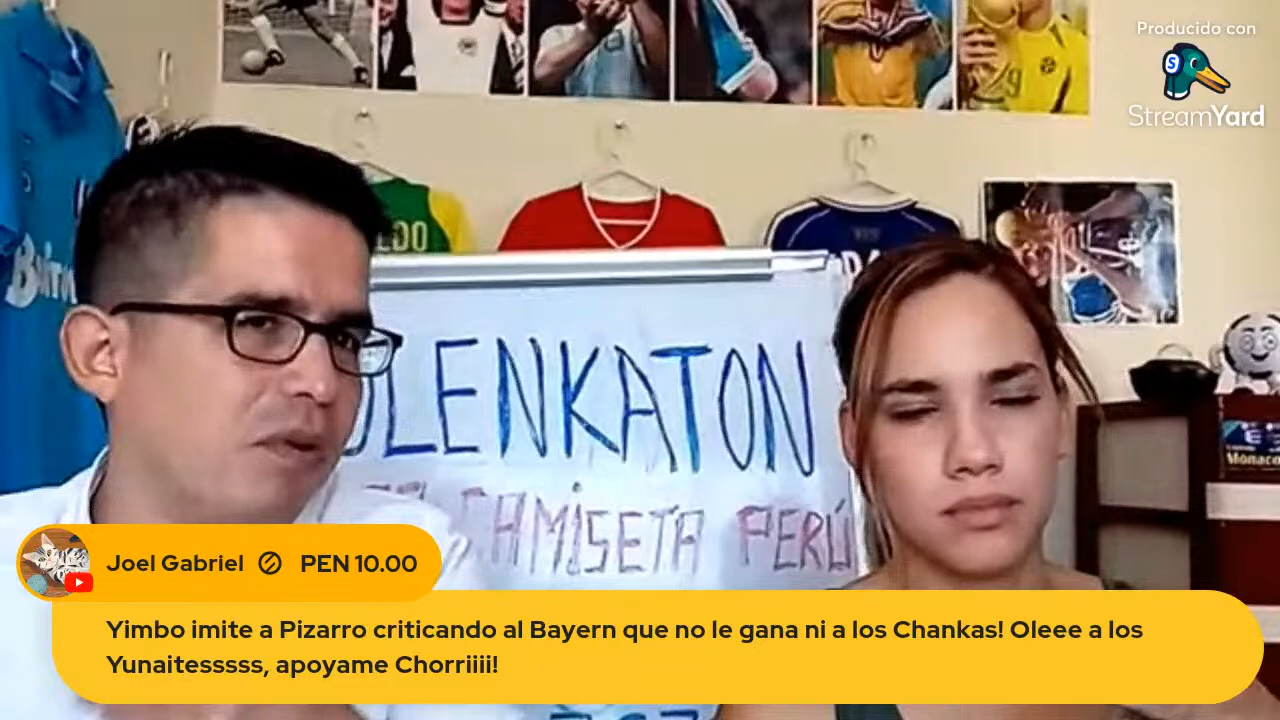 Producido con
StreamYard
LENKATON
CAMISETA PERÚ
Monaco
Joel Gabriel PEN 10.00
Yimbo imite a Pizarro criticando al Bayern que no le gana ni a los Chankas! Oleee a los
Yunaitesssss, apoyame Chorriiii!